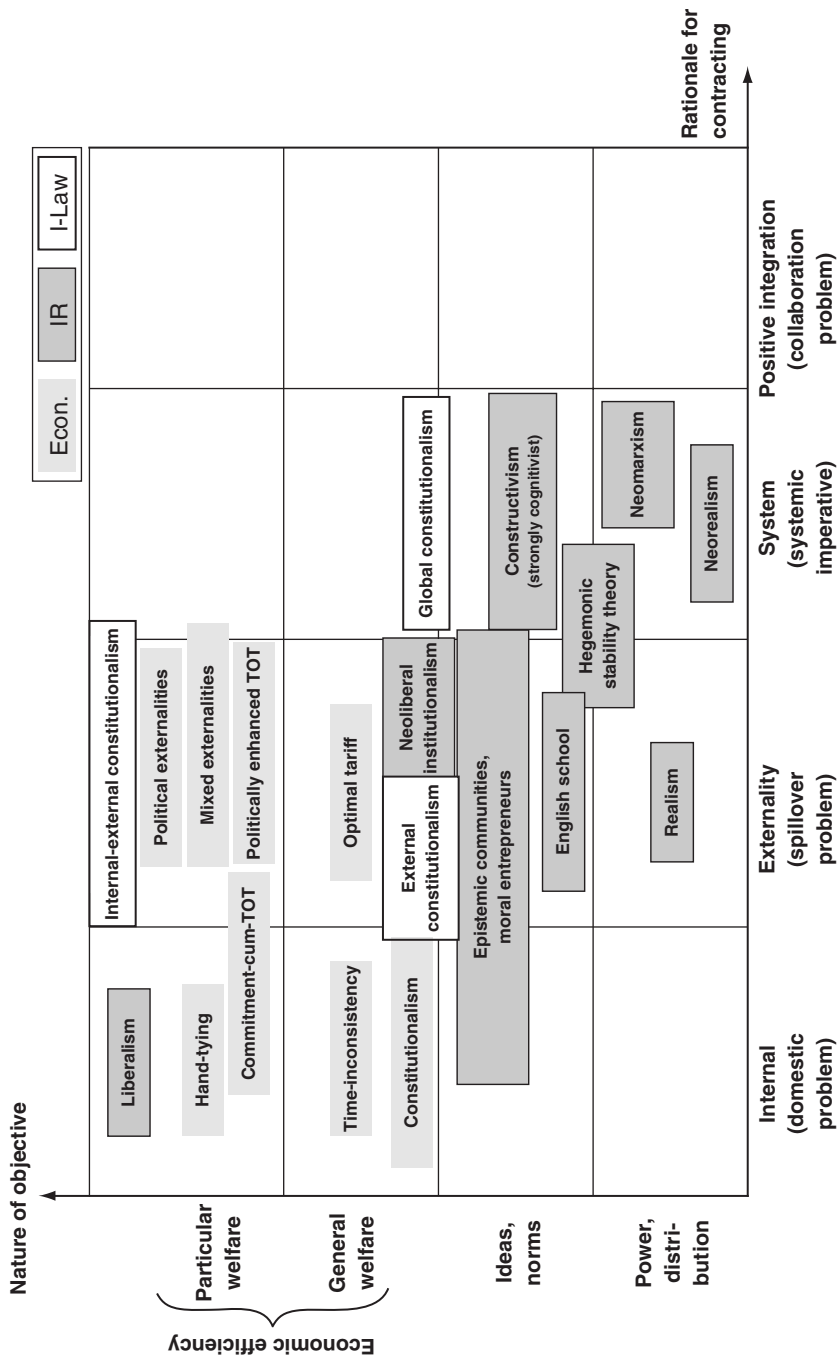 Nature of objective
Econ.
IR
I-Law
Economic efficiency
Particular
welfare
General
welfare
Ideas,
norms
Power,
distri-
bution
Liberalism
Internal-external constitutionalism
Political externalities
Hand-tying
Mixed externalities
Commitment-cum-TOT
Politically enhanced TOT
Time-inconsistency
Optimal tariff
Constitutionalism
External
constitutionalism
Neoliberal
institutionalism
Global constitutionalism
Epistemic communities,
moral entrepreneurs
Constructivism
(strongly cognitivist)
English school
Hegemonic
stability theory
Realism
Neomarxism
Neorealism
Internal
(domestic
problem)
Externality
(spillover
problem)
System
(systemic
imperative)
Positive integration
(collaboration
problem)
Rationale for
contracting